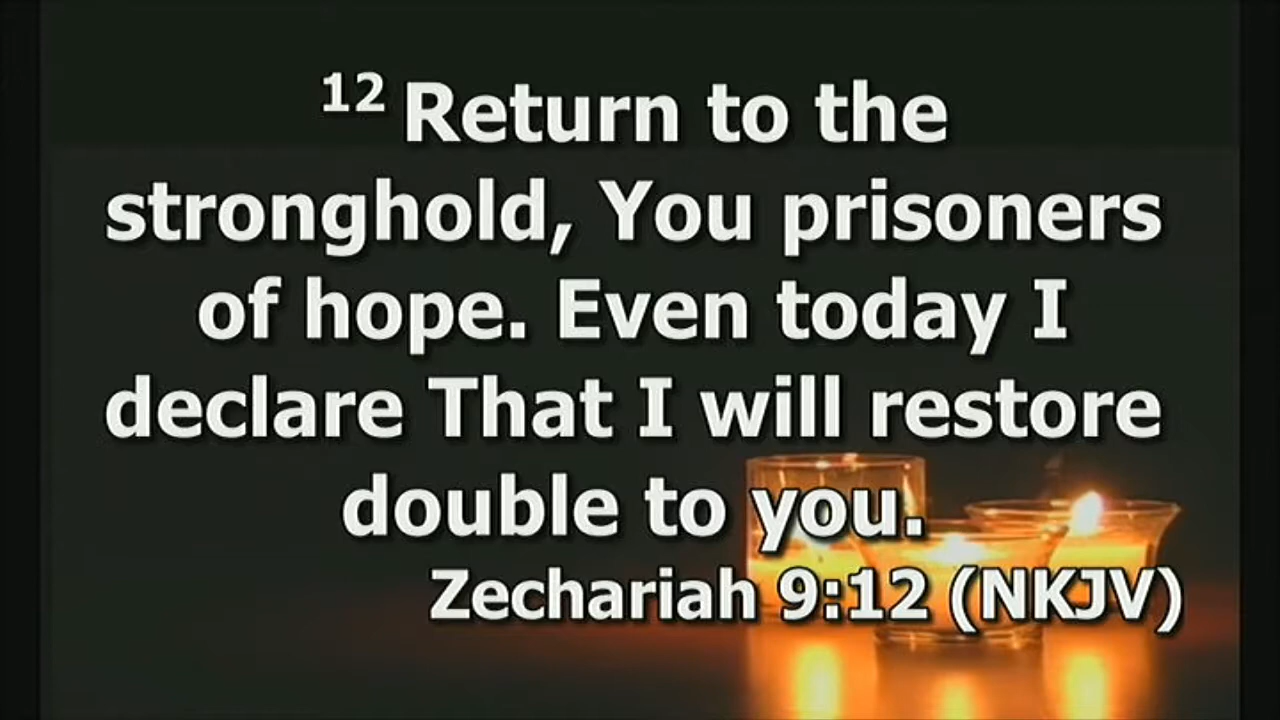 12 Return to the
stronghold, You prisoners
of hope. Even today I
declare That I will restore
double to you.
Zechariah 9:12 (NKJV)